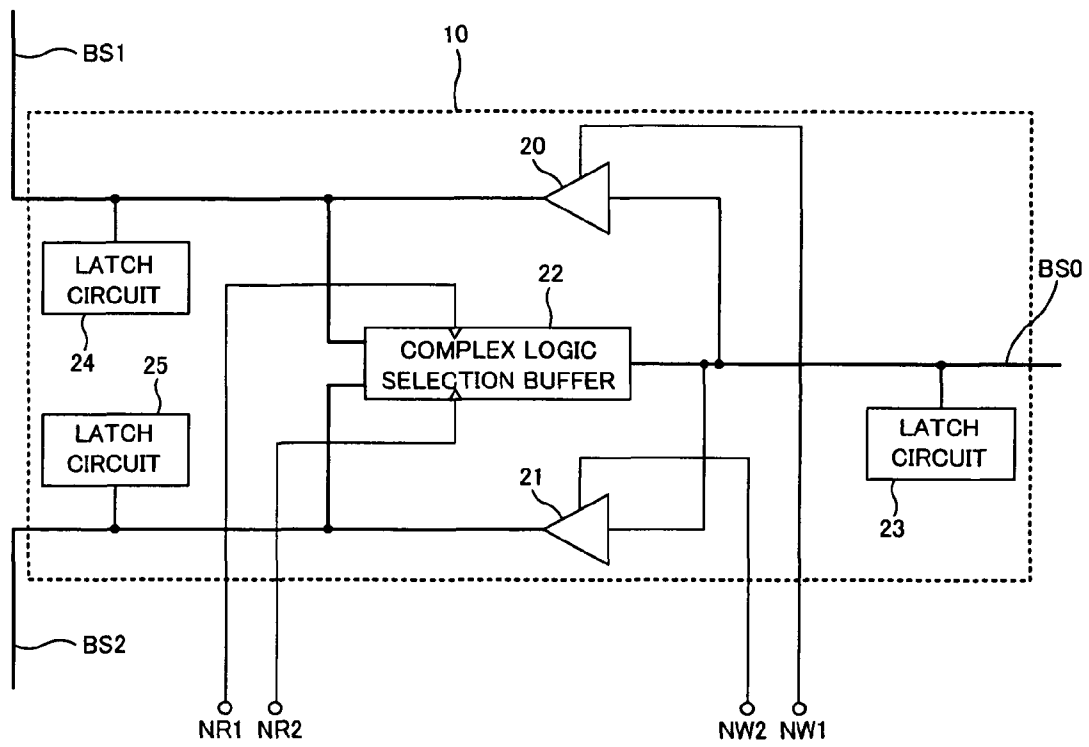 10
BS1
20
LATCH
CIRCUIT
24
22
BS0
COMPLEX LOGIC
SELECTION BUFFER
25
LATCH
CIRCUIT
LATCH
CIRCUIT
23
21
BS2
NR1 NR2
NW2 NW1